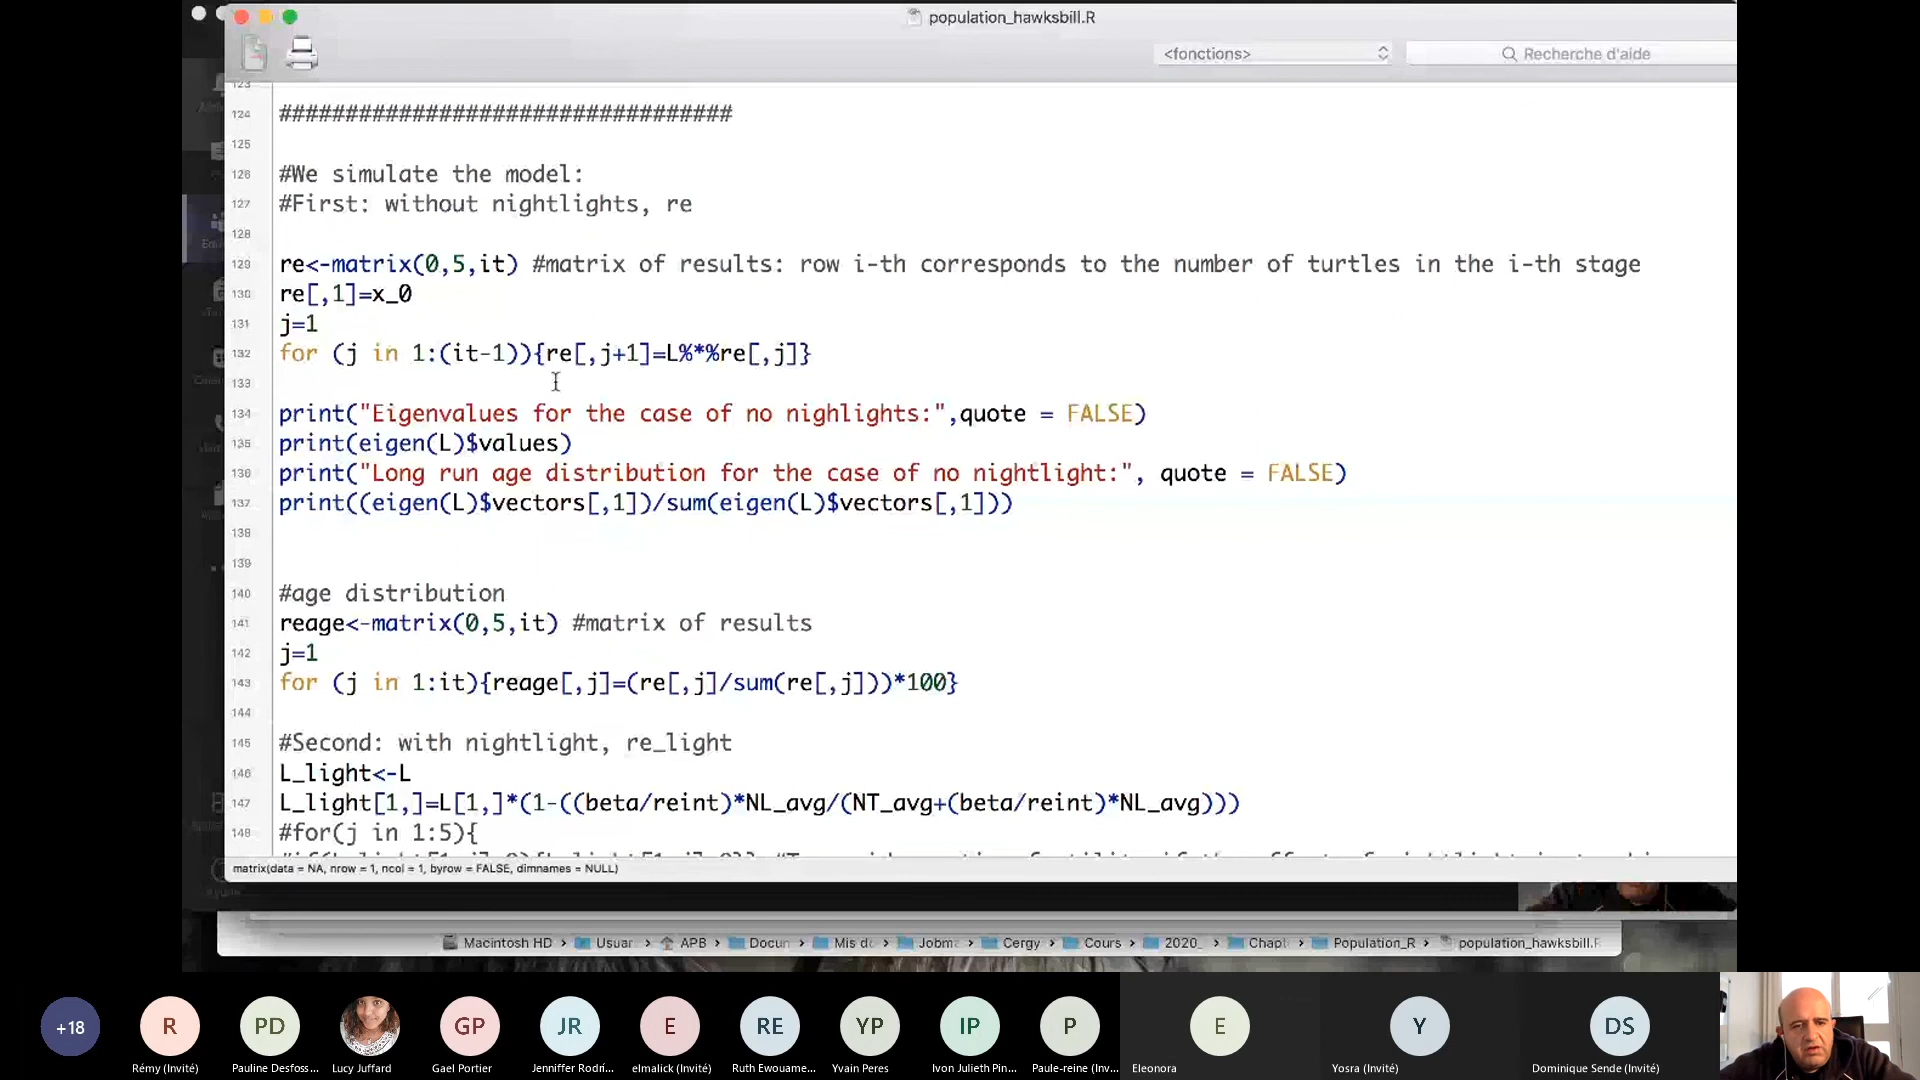 population_hawksbill.R
<fonctions>
Recherche d'aide
123
124 ##################################
125
126 #We simulate the model:
127 #First: without nightlights, re
128
129 re<-matrix(0,5,it) #matrix of results: row i-th corresponds to the number of turtles in the i-th stage
130 re[,1]=x_0
131 j=1
132 for (j in 1:(it-1)){re[,j+1]=L%*%re[,j]}
133
134 print("Eigenvalues for the case of no nighlights:",quote = FALSE)
135 print(eigen(L)$values)
136 print("Long run age distribution for the case of no nightlight:", quote = FALSE)
137 print((eigen(L)$vectors[,1])/sum(eigen(L)$vectors[,1]))
138
139
140 #age distribution
141 reage<-matrix(0,5,it) #matrix of results
142 j=1
143 for (j in 1:it){reage[,j]=(re[,j]/sum(re[,j]))*100}
144
145 #Second: with nightlight, re_light
146 L_light<-L
147 L_light[1,]=L[1,]*(1-((beta/reint)*NL_avg/(NT_avg+(beta/reint)*NL_avg)))
148 #for(j in 1:5){
matrix(data = NA, nrow = 1, ncol = 1, byrow = FALSE, dimnames = NULL)
Macintosh HD > Usuar > APB > Docun > Mis do > Jobma > Cergy > Cours > 2020_ > Chapt > Population_R > population_hawksbill.R
+18 R PD GP JR E RE YP IP P E Y DS
Rémy (Invité) Pauline Desfoss... Lucy Juffard Gael Portier Jenniffer Rodrí... elmalick (Invité) Ruth Ewouame... Yvain Peres Ivon Julieth Pin... Paule-reine (Inv... Eleonora Yosra (Invité) Dominique Sende (Invité)